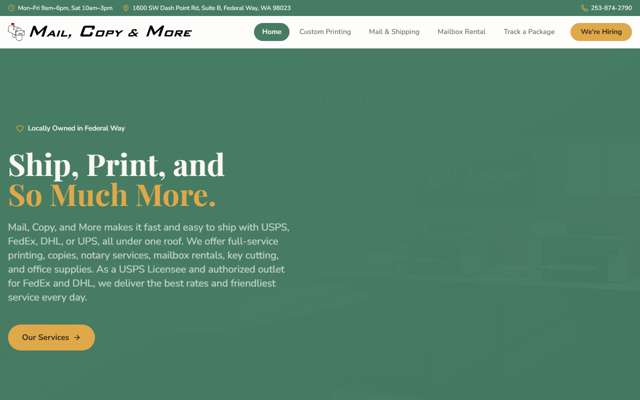 Mon–Fri 9am–6pm, Sat 10am–3pm
1600 SW Dash Point Rd, Suite B, Federal Way, WA 98023
253-874-2790
Mail, Copy & More
Home
Custom Printing
Mail & Shipping
Mailbox Rental
Track a Package
We're Hiring
Locally Owned in Federal Way
Ship, Print, and
So Much More.
Mail, Copy, and More makes it fast and easy to ship with USPS,
FedEx, DHL, or UPS, all under one roof. We offer full-service
printing, copies, notary services, mailbox rentals, key cutting,
and office supplies. As a USPS Licensee and authorized outlet
for FedEx and DHL, we deliver the best rates and friendliest
service every day.
Our Services →